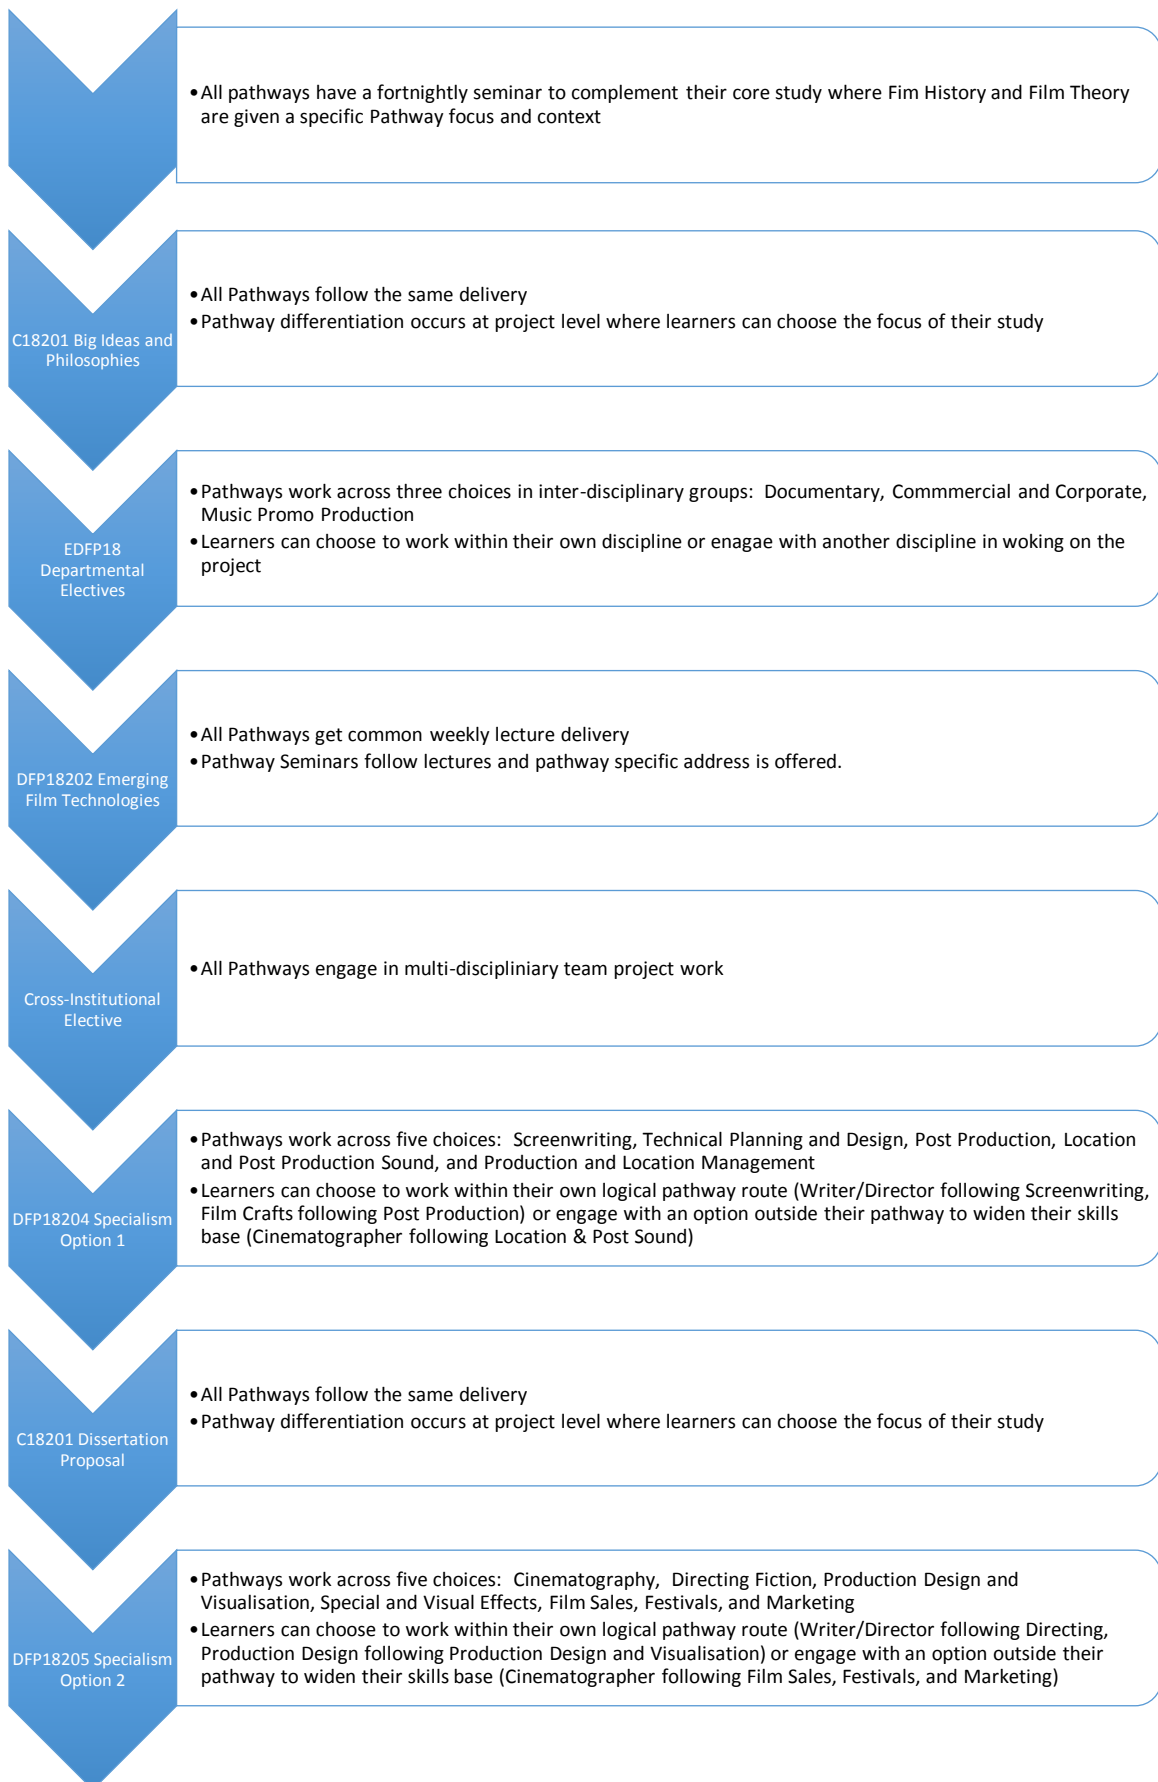 •All pathways have a fortnightly seminar to complement their core study where Fim History and Film Theory
are given a specific Pathway focus and context
C18201 Big Ideas and
Philosophies
•All Pathways follow the same delivery
•Pathway differentiation occurs at project level where learners can choose the focus of their study
EDFP18
Departmental
Electives
•Pathways work across three choices in inter-disciplinary groups: Documentary, Commmercial and Corporate,
Music Promo Production
•Learners can choose to work within their own discipline or enagae with another discipline in woking on the
project
DFP18202 Emerging
Film Technologies
•All Pathways get common weekly lecture delivery
•Pathway Seminars follow lectures and pathway specific address is offered.
Cross-Institutional
Elective
•All Pathways engage in multi-discipliniary team project work
DFP18204 Specialism
Option 1
•Pathways work across five choices: Screenwriting, Technical Planning and Design, Post Production, Location
and Post Production Sound, and Production and Location Management
•Learners can choose to work within their own logical pathway route (Writer/Director following Screenwriting,
Film Crafts following Post Production) or engage with an option outside their pathway to widen their skills
base (Cinematographer following Location & Post Sound)
C18201 Dissertation
Proposal
•All Pathways follow the same delivery
•Pathway differentiation occurs at project level where learners can choose the focus of their study
DFP18205 Specialism
Option 2
•Pathways work across five choices: Cinematography, Directing Fiction, Production Design and
Visualisation, Special and Visual Effects, Film Sales, Festivals, and Marketing
•Learners can choose to work within their own logical pathway route (Writer/Director following Directing,
Production Design following Production Design and Visualisation) or engage with an option outside their
pathway to widen their skills base (Cinematographer following Film Sales, Festivals, and Marketing)